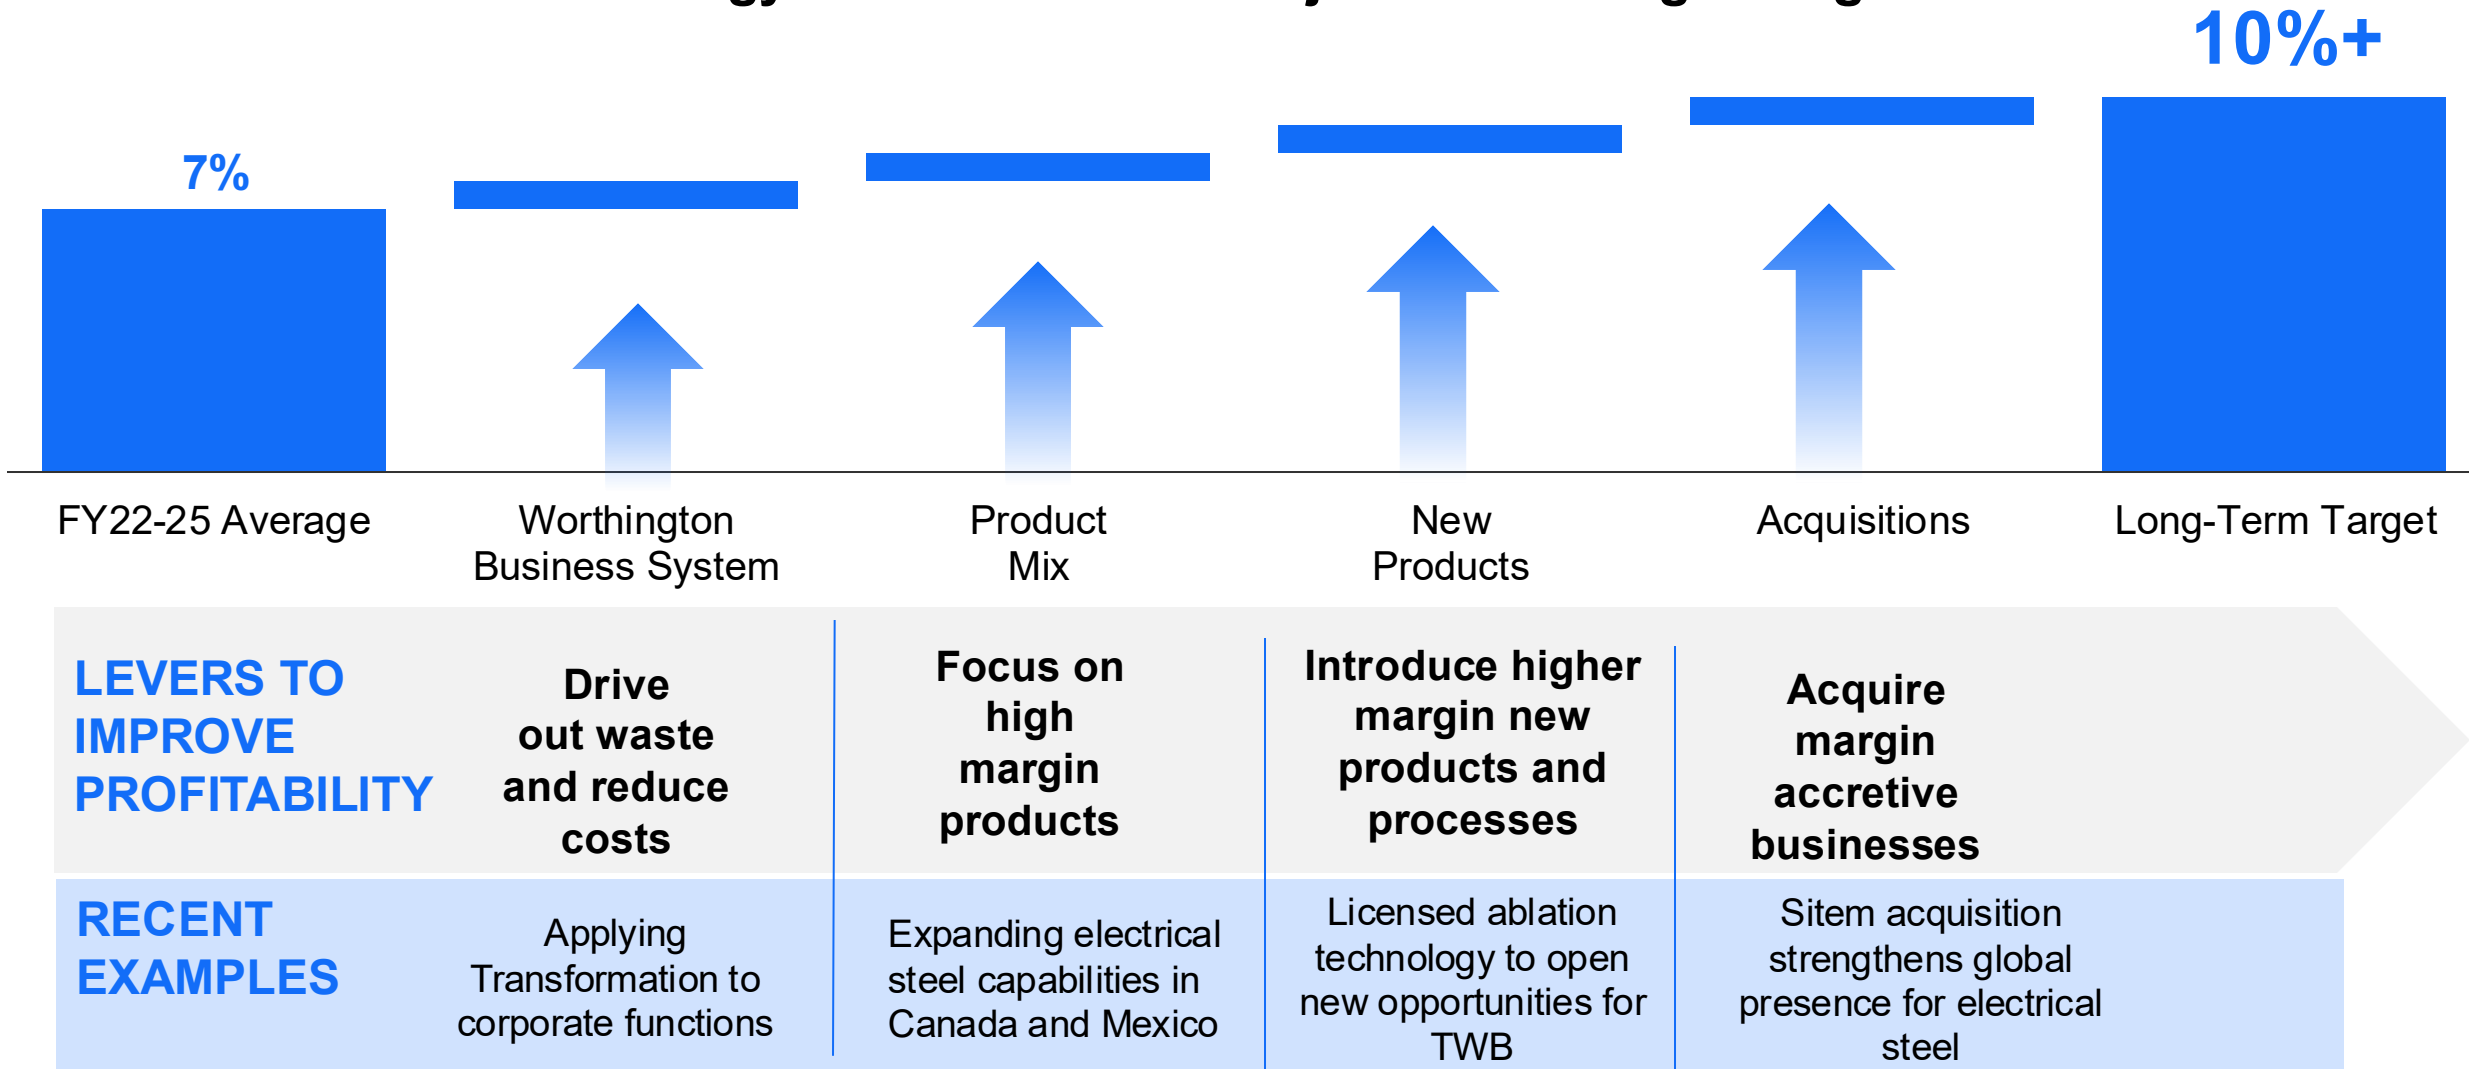 10%+
7%
FY22-25 Average
Worthington
Business System
Product
Mix
New
Products
Acquisitions
Long-Term Target
LEVERS TO
IMPROVE
PROFITABILITY
Drive
out waste
and reduce
costs
Focus on
high
margin
products
Introduce higher
margin new
products and
processes
Acquire
margin
accretive
businesses
RECENT
EXAMPLES
Applying
Transformation to
corporate functions
Expanding electrical
steel capabilities in
Canada and Mexico
Licensed ablation
technology to open
new opportunities for
TWB
Sitem acquisition
strengthens global
presence for electrical
steel